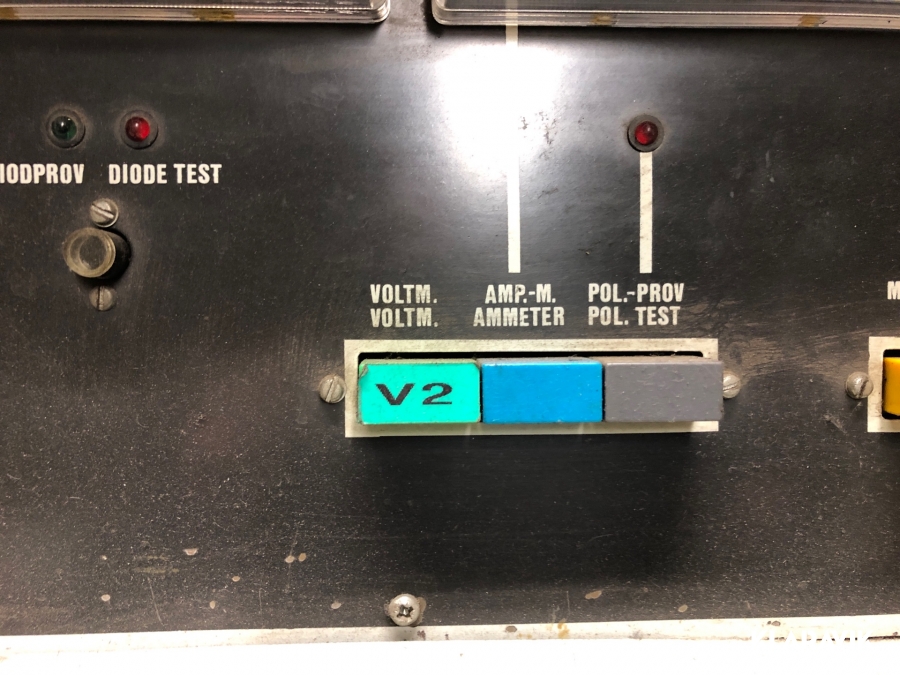 IODPROV DIODE TEST
VOLTM. AMP.-M. POL.-PROV
VOLTM. AMMETER POL. TEST
M
V2